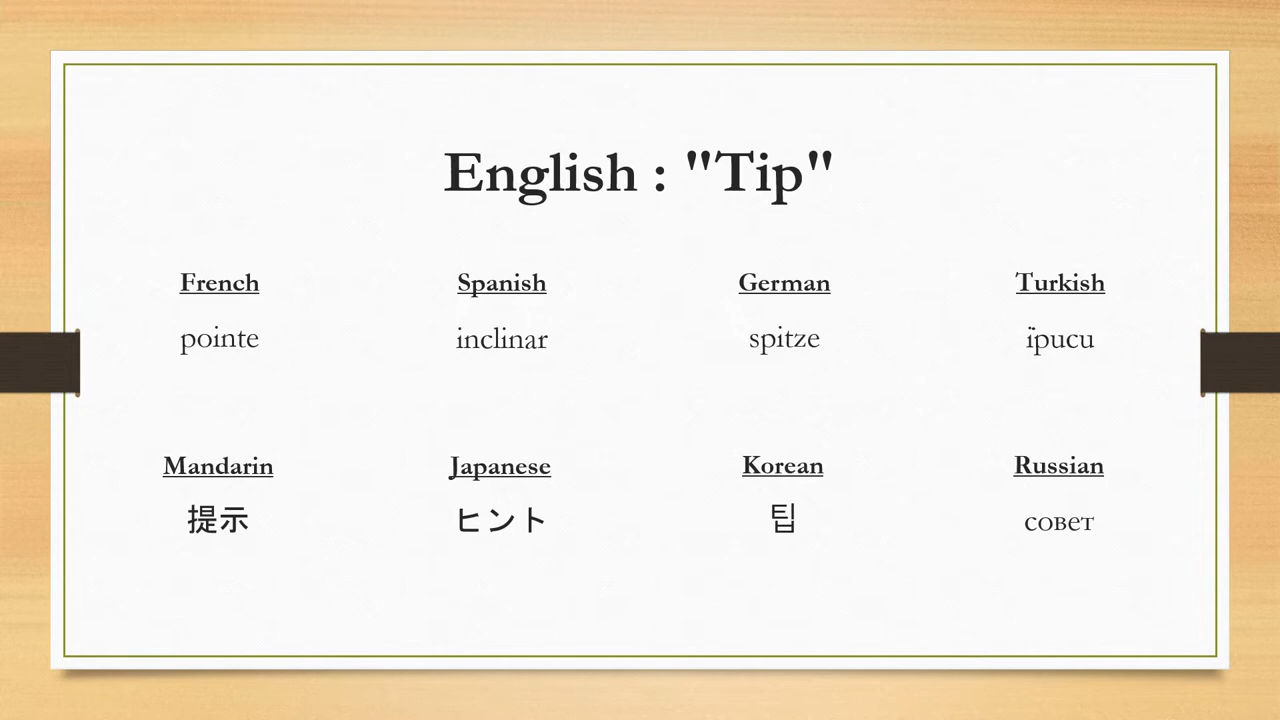 English : "Tip"
French
Spanish
German
Turkish
pointe
inclinar
spitze
i̇pucu
Mandarin
Japanese
Korean
Russian
提示
ヒント
팁
совет